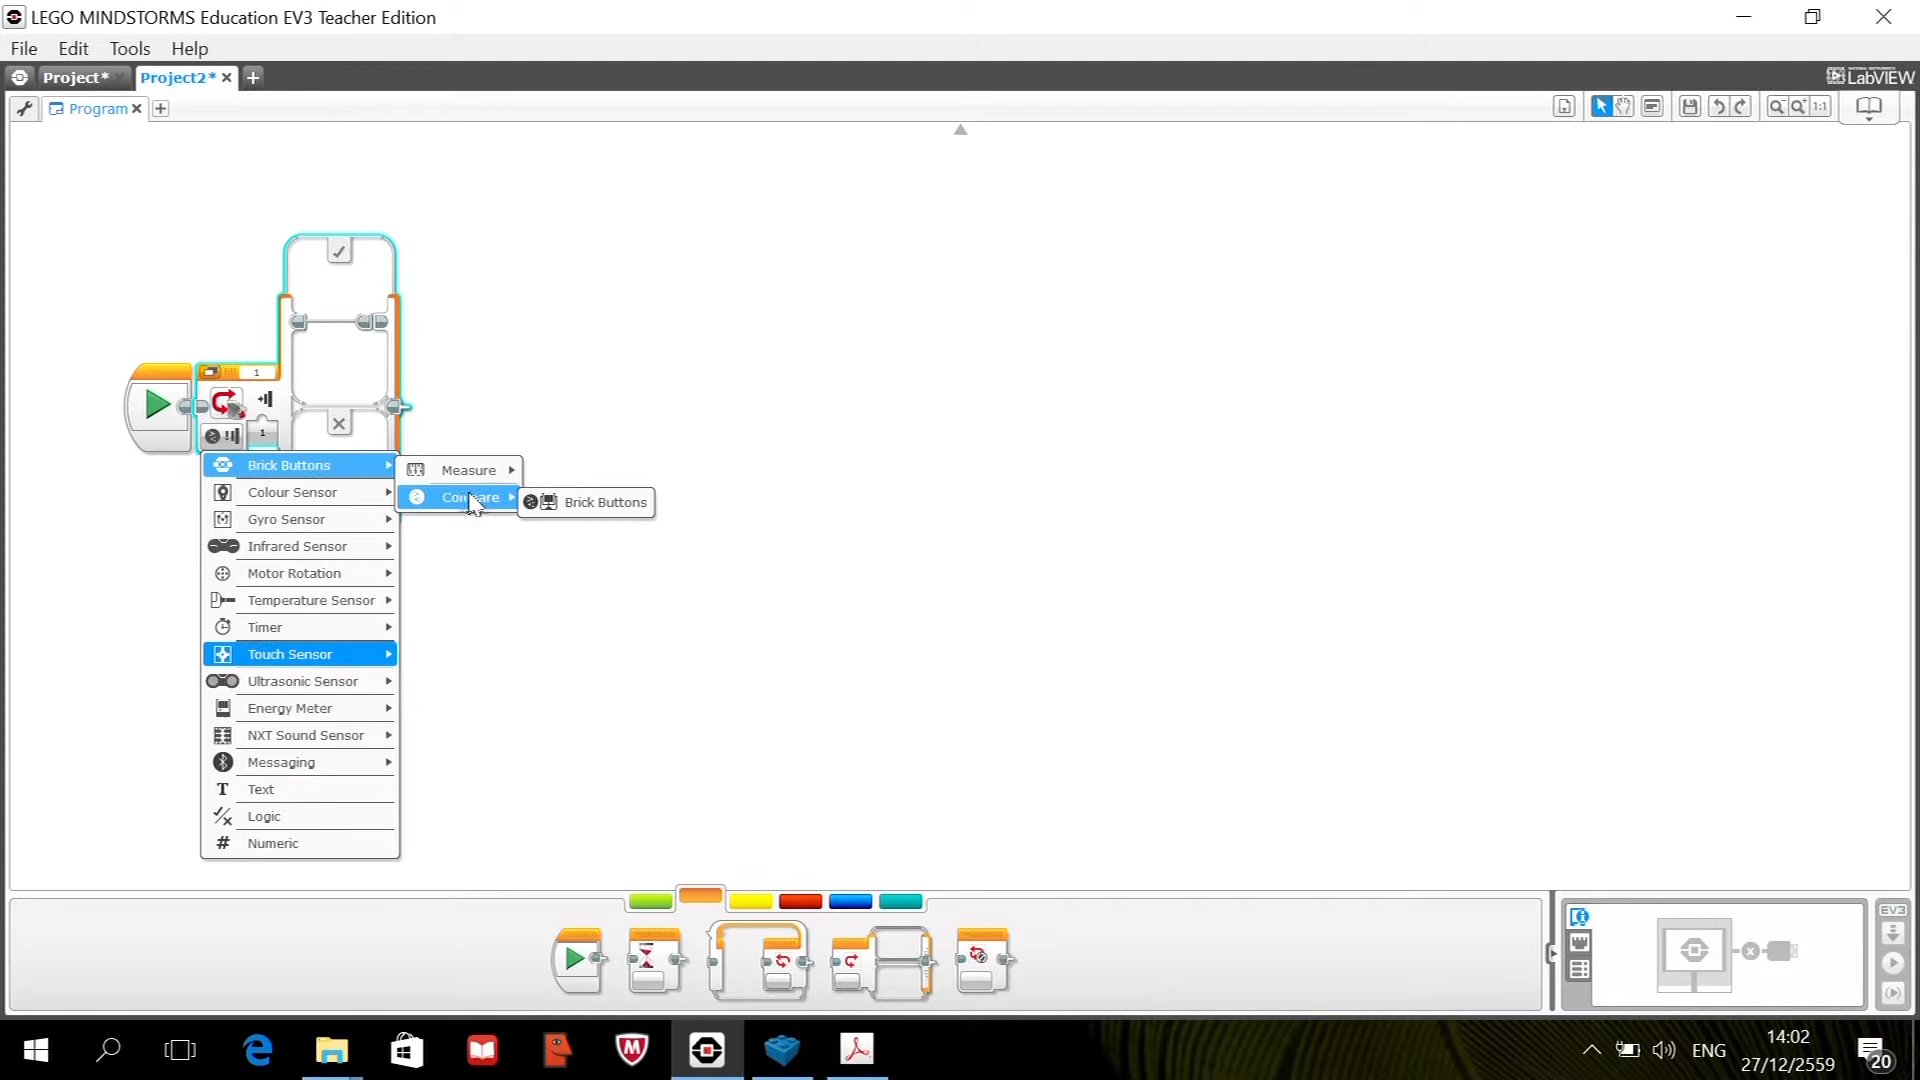 LEGO MINDSTORMS Education EV3 Teacher Edition
File Edit Tools Help
Project* Project2* LabVIEW
Program 1:1
1
1
Brick Buttons
Colour Sensor
Gyro Sensor
Infrared Sensor
Motor Rotation
Temperature Sensor
Timer
Touch Sensor
Ultrasonic Sensor
Energy Meter
NXT Sound Sensor
Messaging
T Text
Logic
# Numeric
Measure
Compare
Brick Buttons
EV3
ENG
14:02
27/12/2559
20